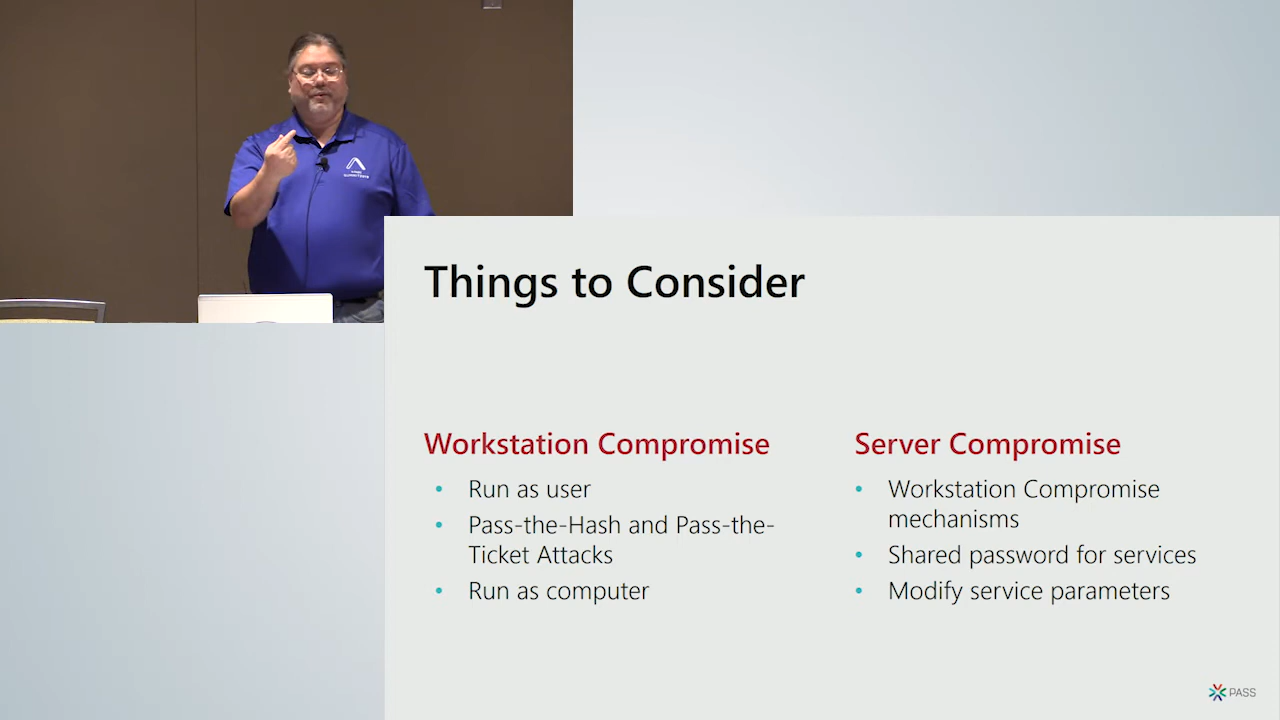 Things to Consider
Workstation Compromise
• Run as user
• Pass-the-Hash and Pass-the-
Ticket Attacks
• Run as computer
Server Compromise
• Workstation Compromise
mechanisms
• Shared password for services
• Modify service parameters
PASS